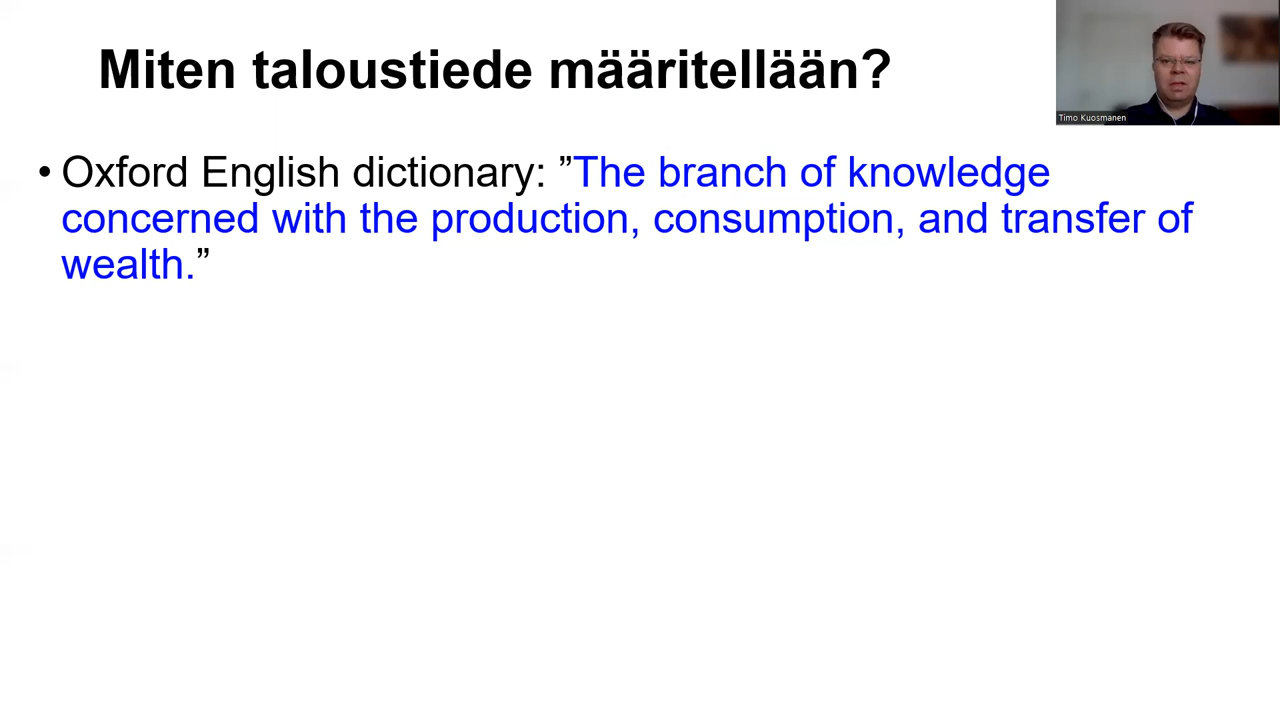 Miten taloustiede määritellään?
Timo Kuosmanen
• Oxford English dictionary: ”The branch of knowledge
concerned with the production, consumption, and transfer of
wealth.”